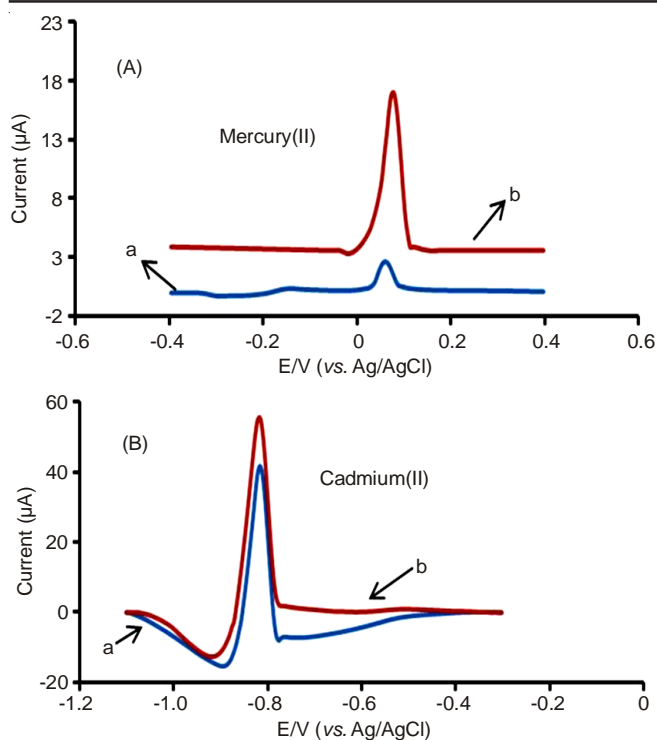 23
(A)
18
Mercury(II)
13
Current (µA)
b
8
a
3
-2
-0.6 -0.4 -0.2 0 0.2 0.4 0.6
E/V (vs. Ag/AgCl)
60
(B)
40
Cadmium(II)
Current (µA)
20
b
0
a
-20
-1.2 -1.0 -0.8 -0.6 -0.4 -0.2 0
E/V (vs. Ag/AgCl)